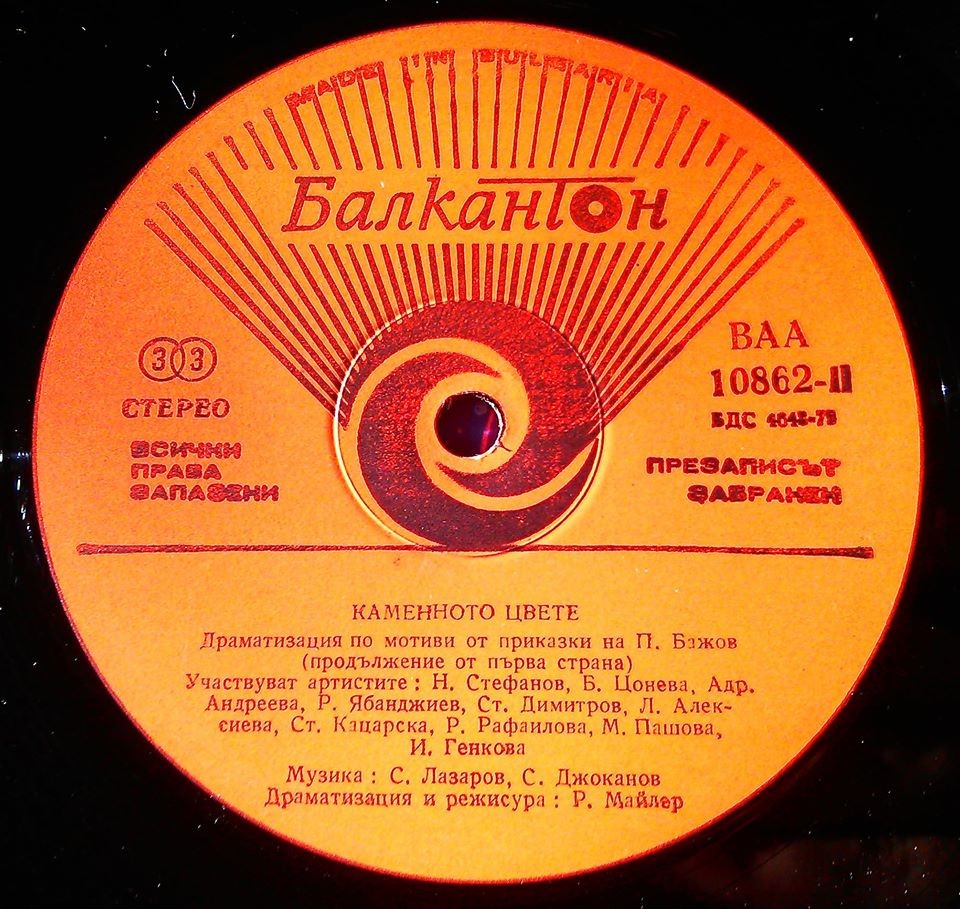 MADE IN BULGARIA
Балкантон
33
СТЕРЕО
ВСИЧКИ
ПРАВА
ЗАПАЗЕНИ
ВАА
10862-II
БДС 4645-79
ПРЕЗАПИСЪТ
ЗАБРАНЕН
КАМЕННОТО ЦВЕТЕ
Драматизация по мотиви от приказки на П. Бажов
(продължение от първа страна)
Участвуват артистите : Н. Стефанов, Б. Цонева, Адр.
Андреева, Р. Ябанджиев, Ст. Димитров, Л. Алек-
сиева, Ст. Кацарска, Р. Рафаилова, М. Пашова,
И. Генкова
Музика : С. Лазаров, С. Джоканов
Драматизация и режисура : Р. Майлер